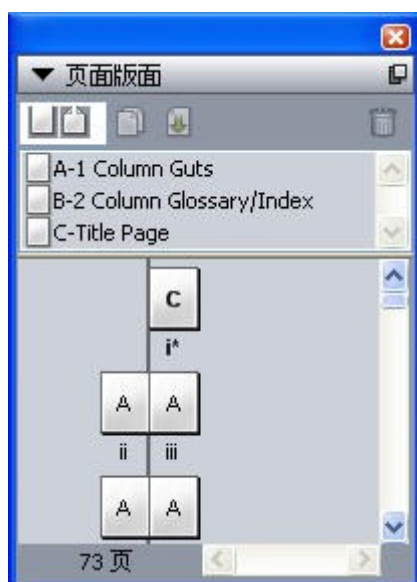 页面版面
A-1 Column Guts
B-2 Column Glossary/Index
C-Title Page
C
i*
A A
ii iii
A A
73 页